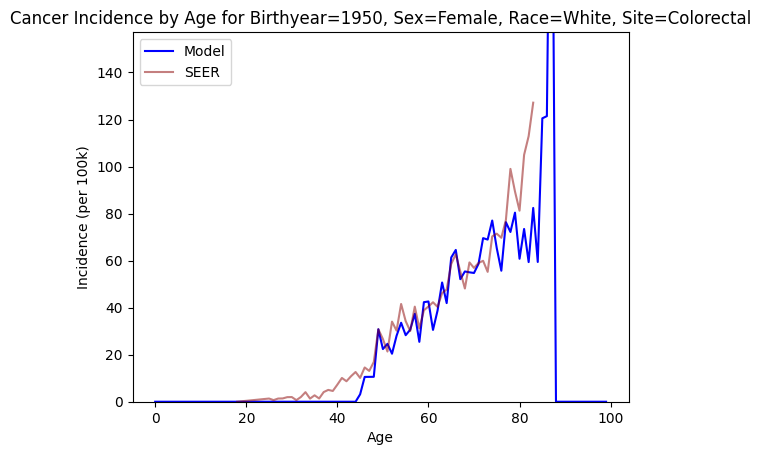 Cancer Incidence by Age for Birthyear=1950, Sex=Female, Race=White, Site=Colorectal
Model
SEER
140
120
100
80
60
40
20
0
Incidence (per 100k)
0 20 40 60 80 100
Age